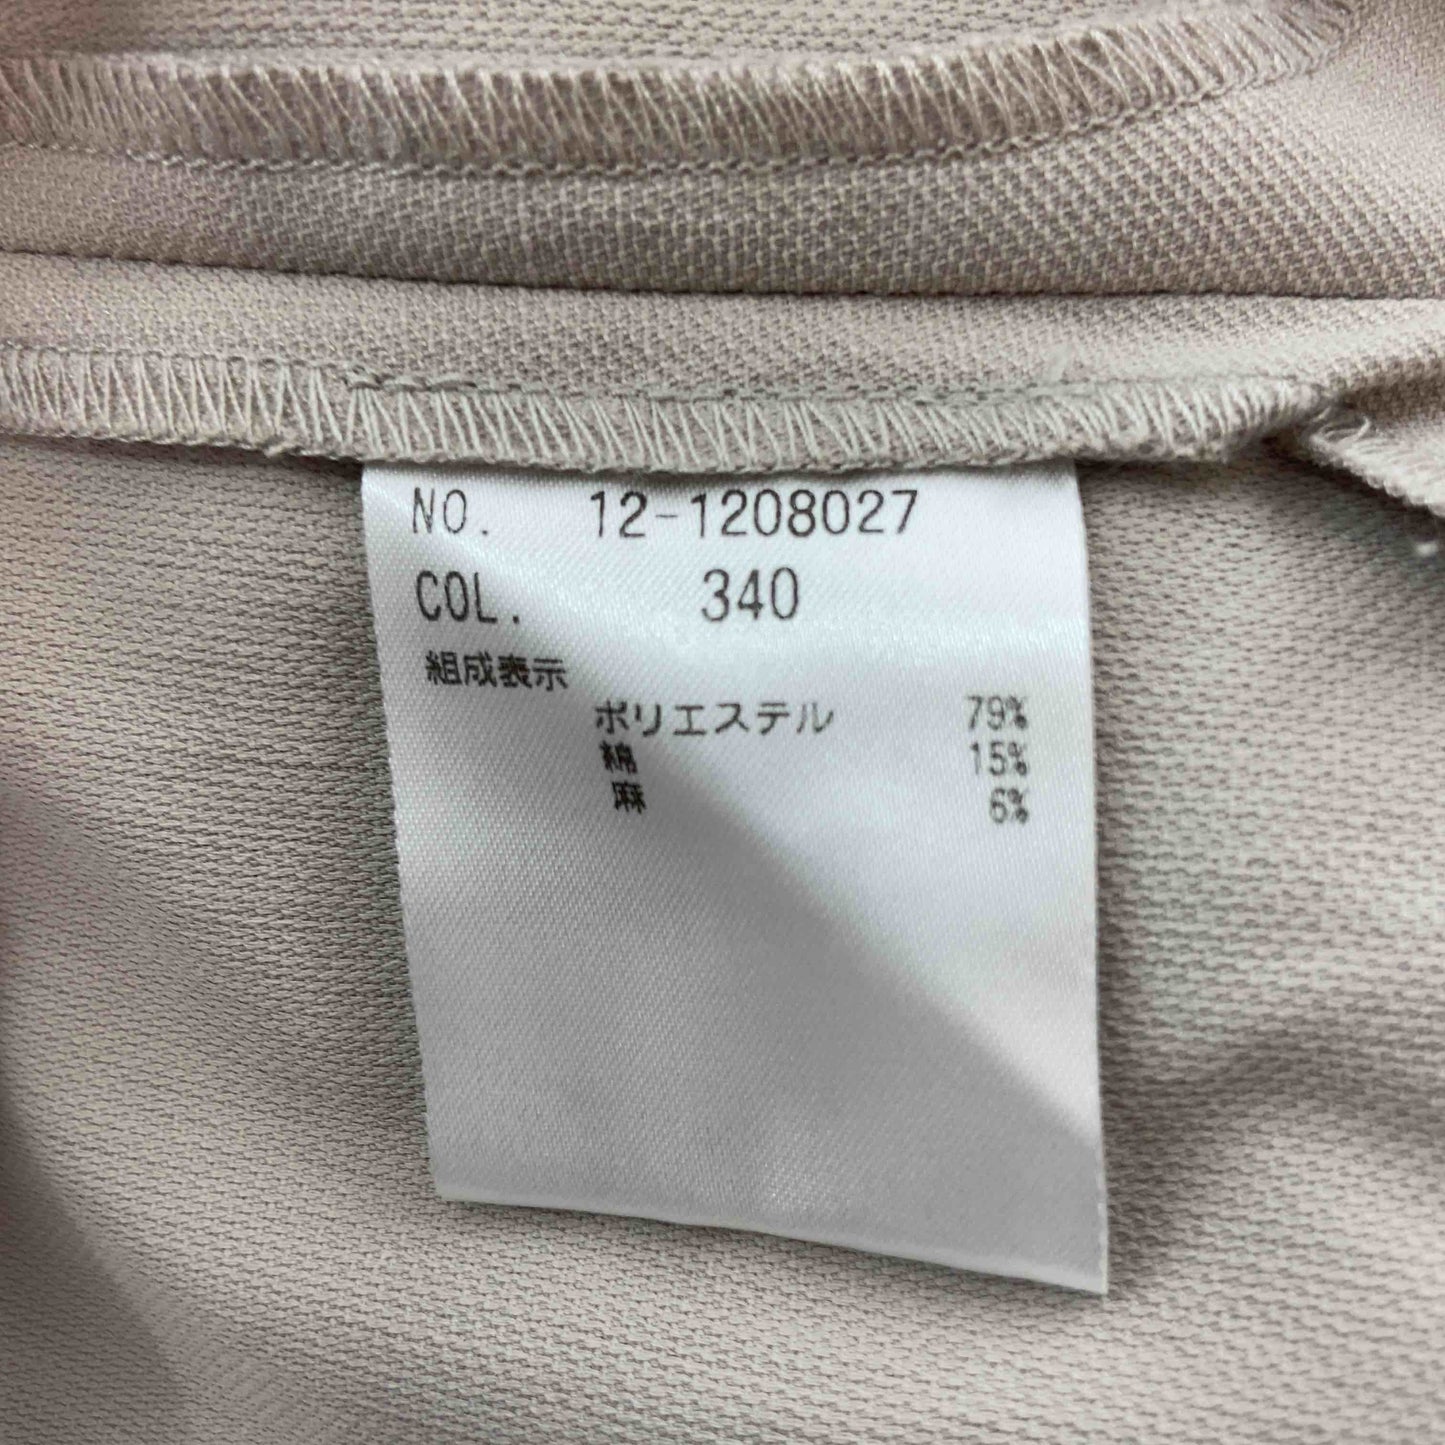 NO. 12-1208027
COL. 340
組成表示
ポリエステル 79%
綿 15%
麻 6%